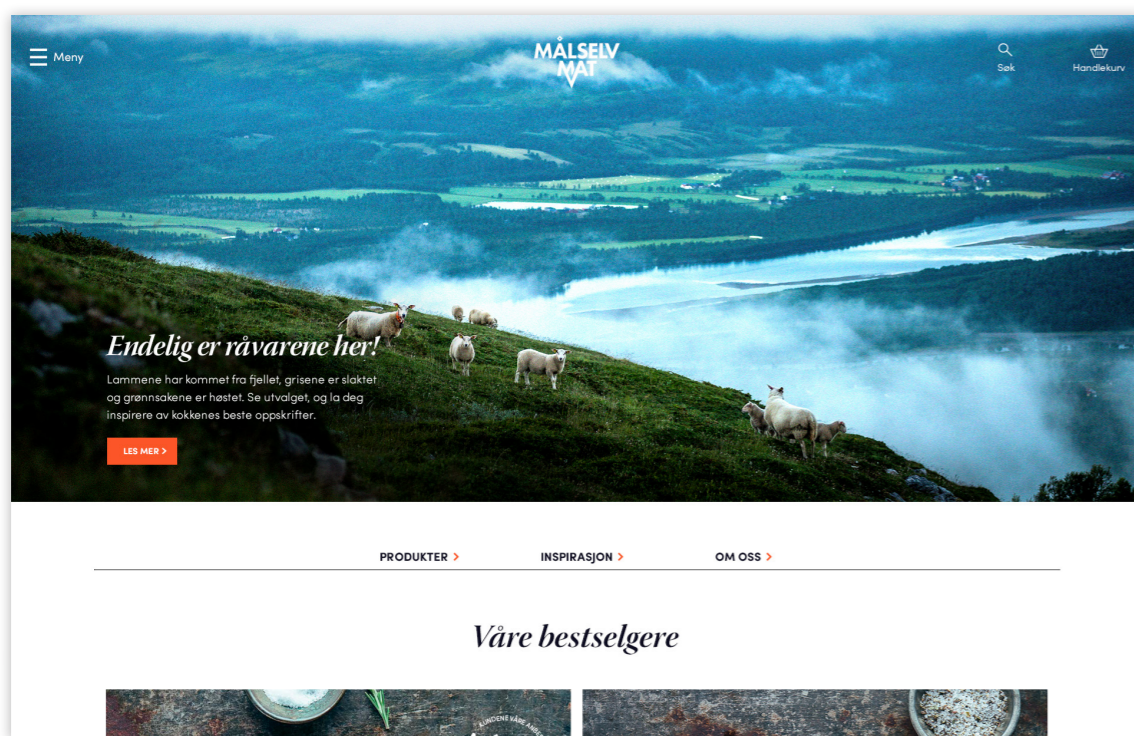 Meny
MÅLSELV
MAT
Søk
Handlekurv
Endelig er råvarene her!
Lammene har kommet fra fjellet, grisene er slaktet
og grønnsakene er høstet. Se utvalget, og la deg
inspirere av kokkenes beste oppskrifter.
LES MER >
PRODUKTER >
INSPIRASJON >
OM OSS >
Våre bestselgere
KUNDENE VÅRE